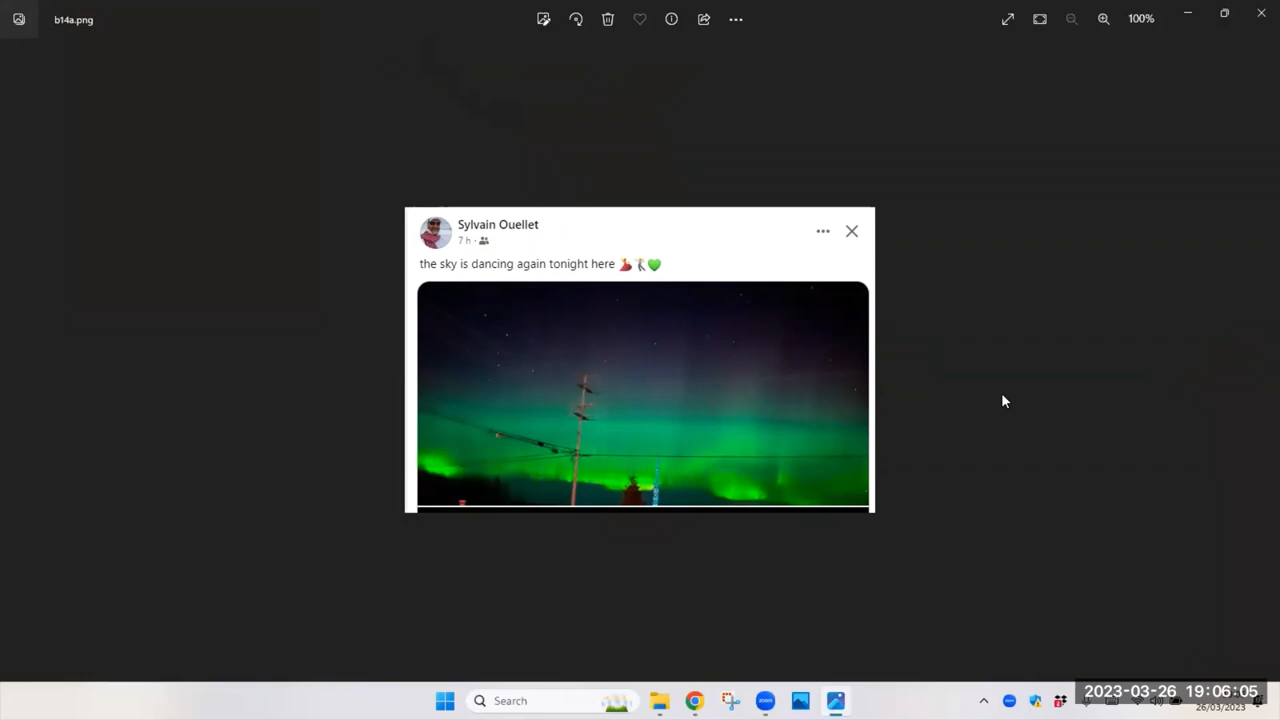 b14a.png
100%
Sylvain Ouellet
7 h ·
the sky is dancing again tonight here 💃🕺💚
Search
zoom
2023-03-26 19:06:05
26/03/2023